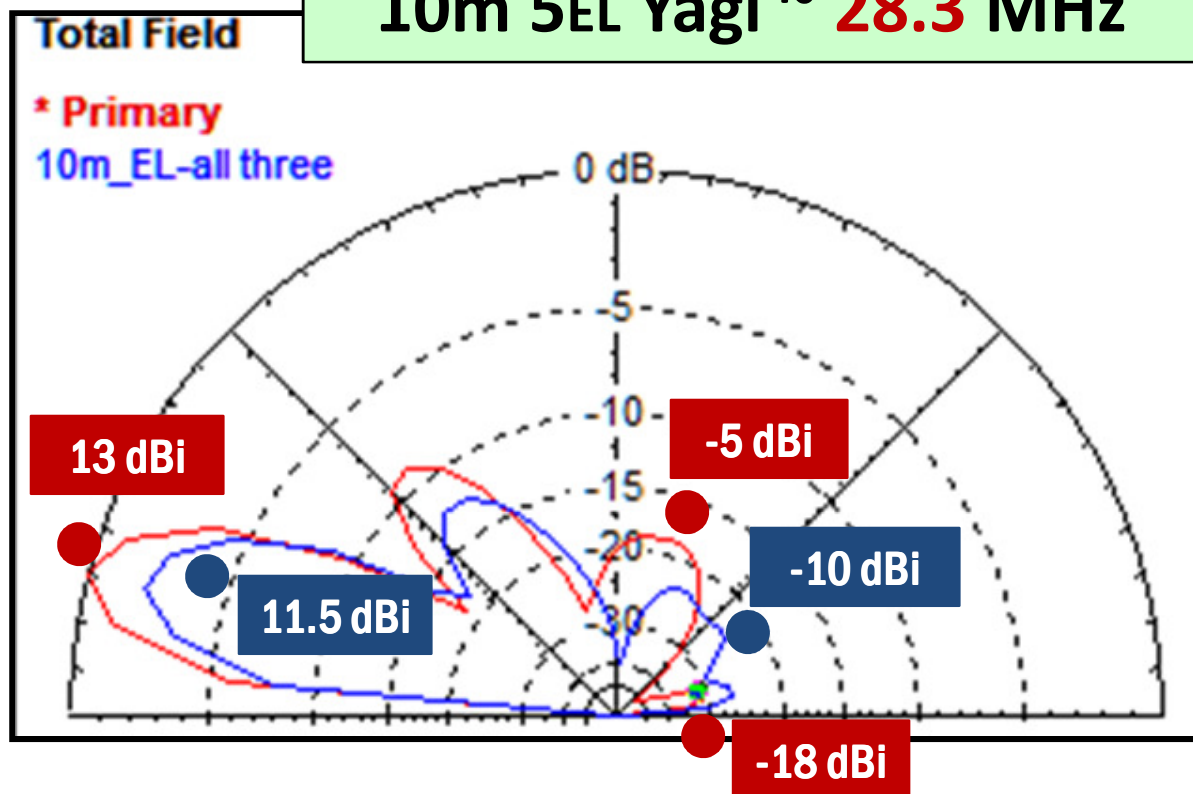 10m 5EL Yagi 28.3 MHz
Total Field
* Primary
10m_EL-all three
0 dB
-5
-10
-15
-20
-30
13 dBi
-5 dBi
-10 dBi
11.5 dBi
-18 dBi